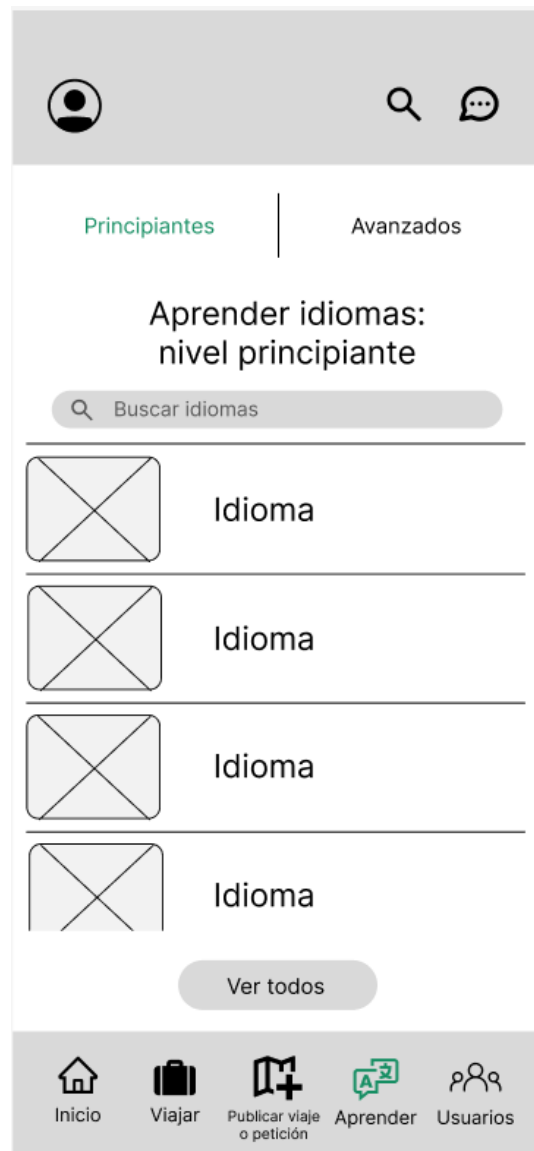 Principiantes
Avanzados
Aprender idiomas:
nivel principiante
Buscar idiomas
Idioma
Idioma
Idioma
Idioma
Ver todos
Inicio
Viajar
Publicar viaje
o petición
Aprender
Usuarios